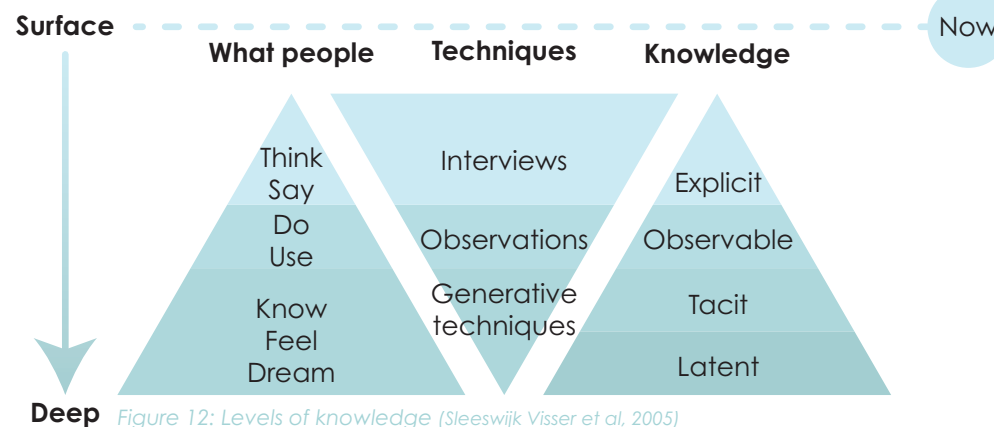 Surface
Now
What people
Techniques
Knowledge
Think
Say
Interviews
Explicit
Do
Use
Observations
Observable
Know
Feel
Dream
Generative
techniques
Tacit
Latent
Deep
Figure 12: Levels of knowledge (Sleeswijk Visser et al, 2005)